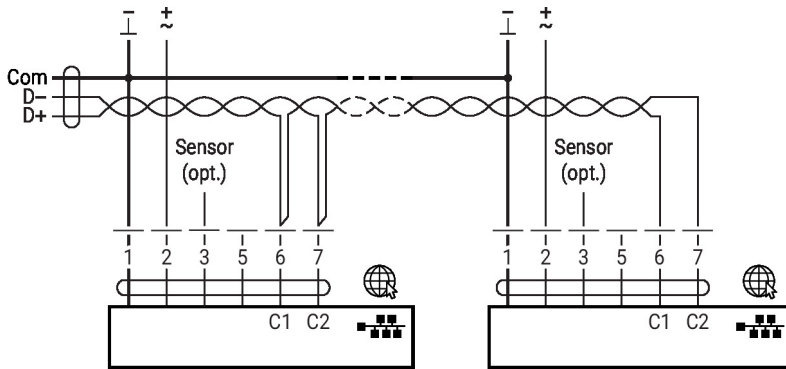 − + − +
⊥ ~ ⊥ ~
Com
D−
D+
Sensor Sensor
(opt.) (opt.)
1 2 3 5 6 7 1 2 3 5 6 7
C1 C2 C1 C2